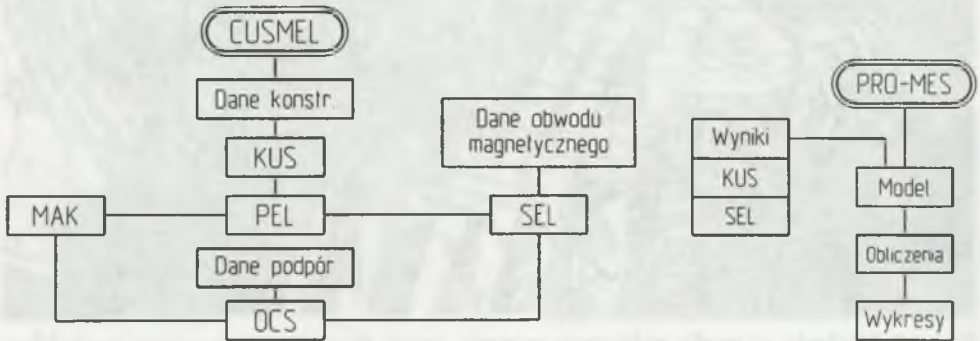 CUSMEL
Dane konstr.
KUS
MAK
PEL
SEL
Dane obwodu
magnetycznego
Dane podpór
OCS
PRO-MES
Wyniki
KUS
SEL
Model
Obliczenia
Wykresy